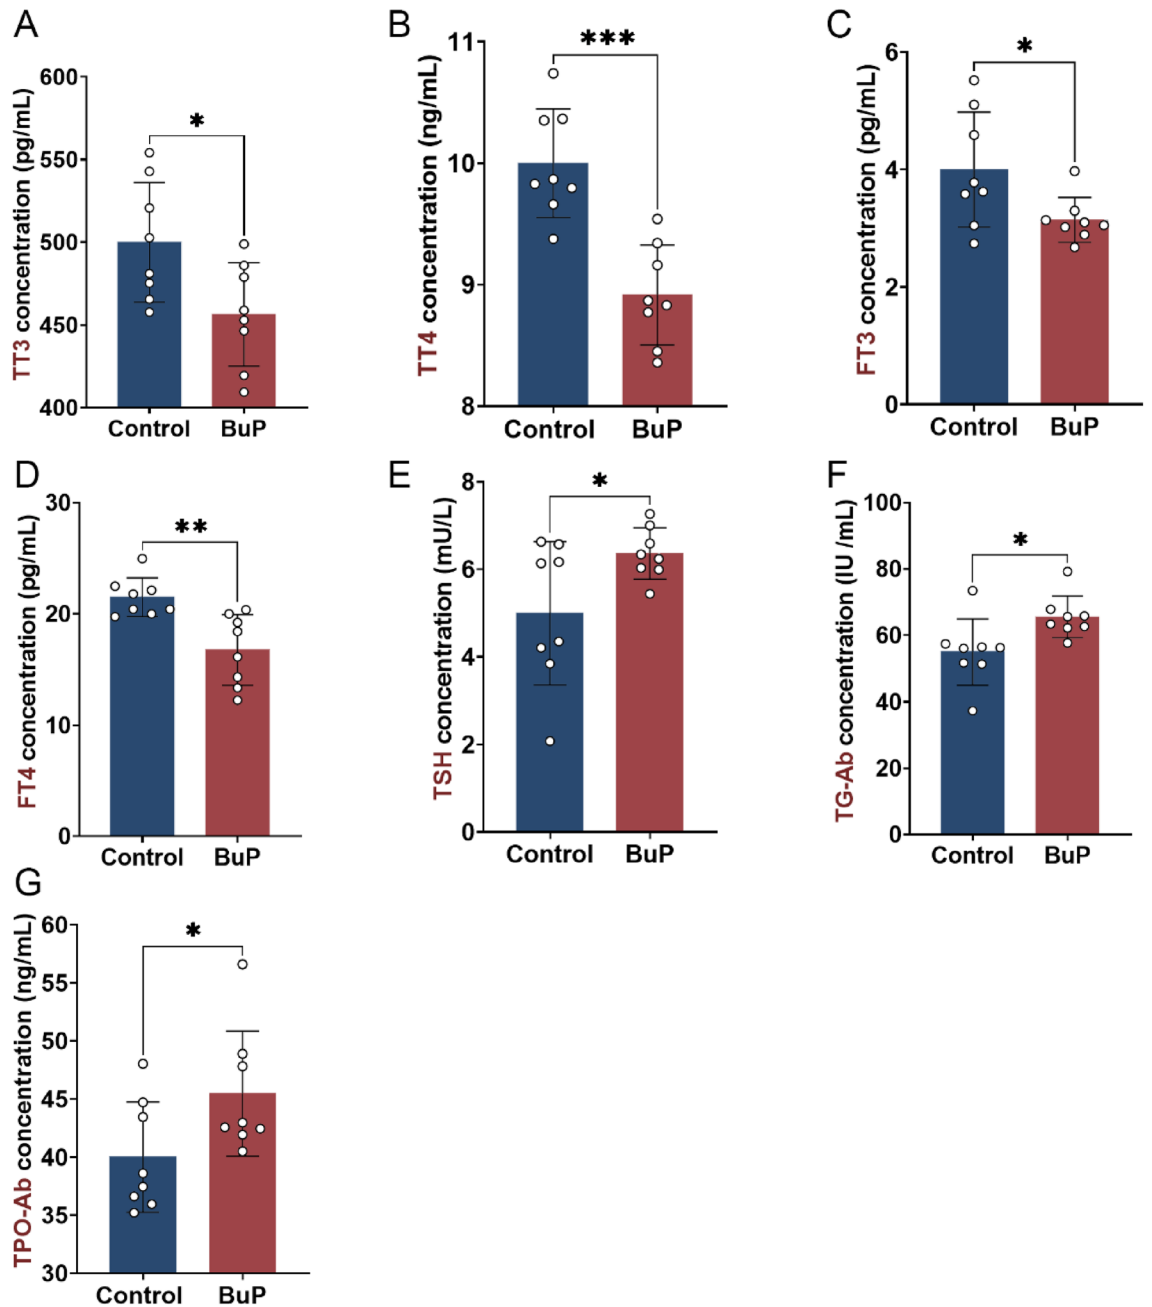 A
TT3 concentration (pg/mL)
600
550
500
450
400
*
Control BuP
B
TT4 concentration (ng/mL)
11
10
9
8
***
Control BuP
C
FT3 concentration (pg/mL)
6
4
2
0
*
Control BuP
D
FT4 concentration (pg/mL)
30
20
10
0
**
Control BuP
E
TSH concentration (mU/L)
8
6
4
2
0
*
Control BuP
F
TG-Ab concentration (IU /mL)
100
80
60
40
20
0
*
Control BuP
G
TPO-Ab concentration (ng/mL)
60
55
50
45
40
35
30
*
Control BuP